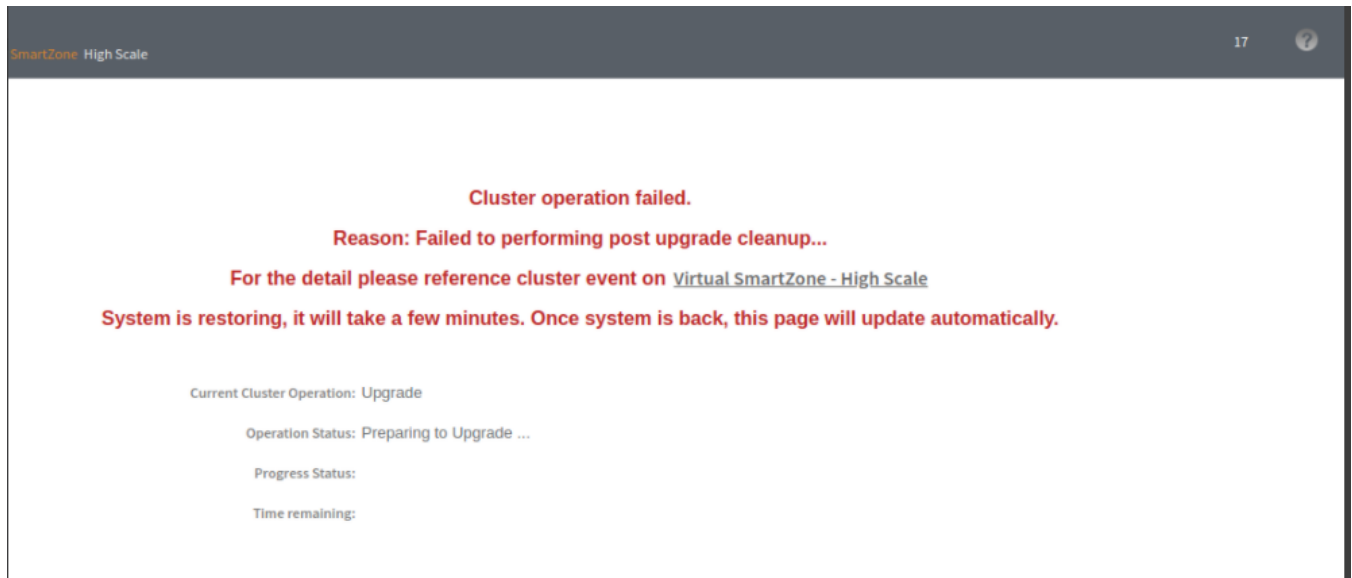 SmartZone High Scale
17
?
Cluster operation failed.
Reason: Failed to performing post upgrade cleanup...
For the detail please reference cluster event on Virtual SmartZone - High Scale
System is restoring, it will take a few minutes. Once system is back, this page will update automatically.
Current Cluster Operation: Upgrade
Operation Status: Preparing to Upgrade ...
Progress Status:
Time remaining: